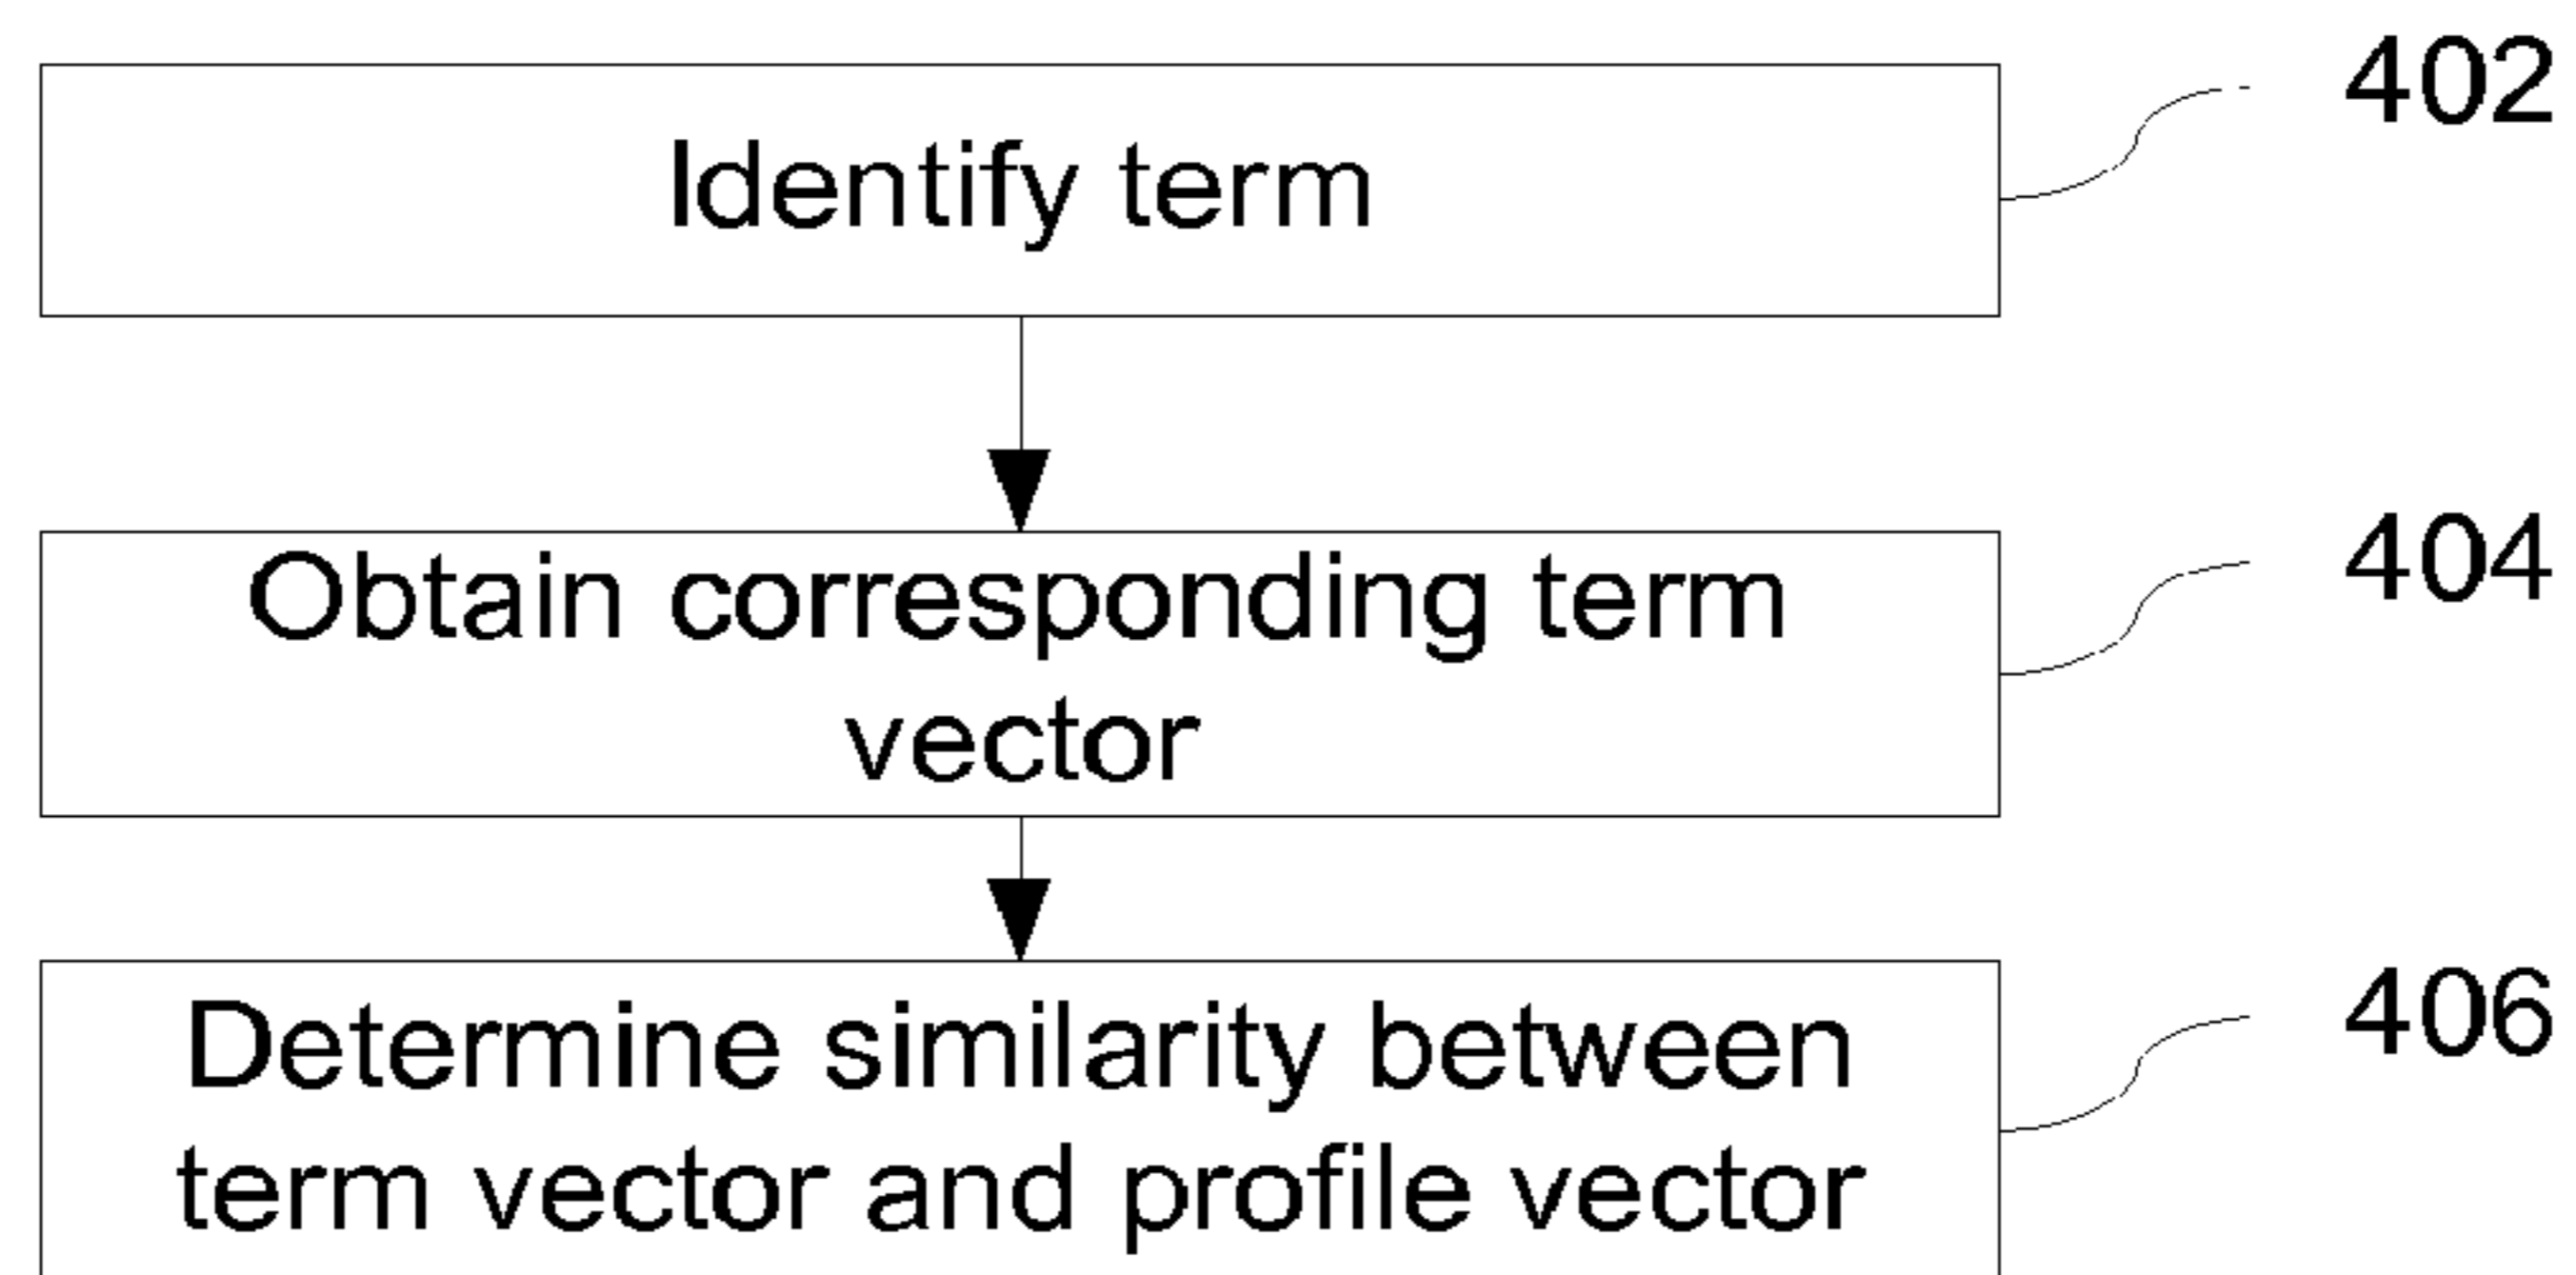 Identify term
402
Obtain corresponding term
vector
404
Determine similarity between
term vector and profile vector
406